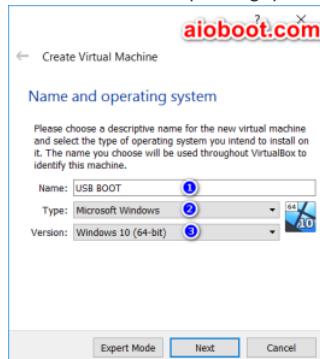 aioboot.com
Create Virtual Machine
Name and operating system
Please choose a descriptive name for the new virtual machine
and select the type of operating system you intend to install on
it. The name you choose will be used throughout VirtualBox to
identify this machine.
Name: USB BOOT 1
Type: Microsoft Windows 2
Version: Windows 10 (64-bit) 3
64
10
Expert Mode Next Cancel